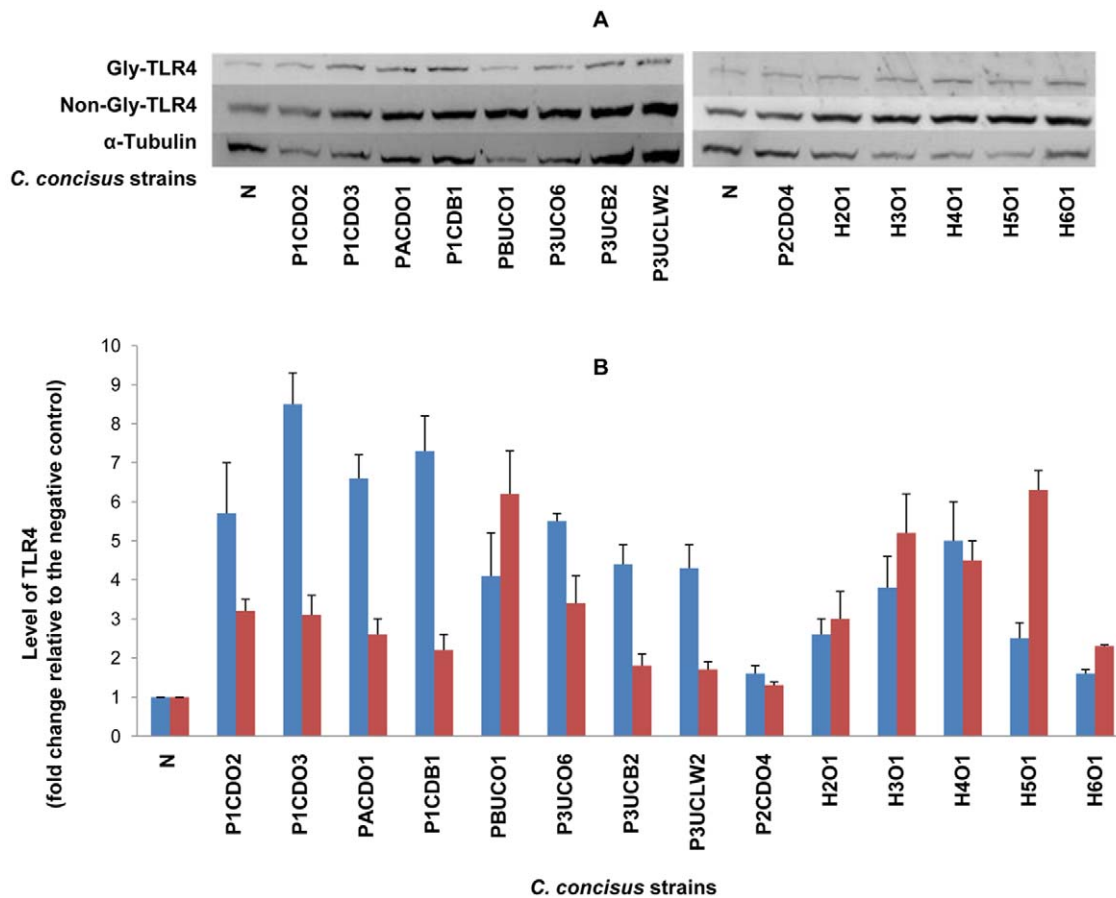 A
Gly-TLR4
Non-Gly-TLR4
α-Tubulin
C. concisus strains
N
P1CDO2
P1CDO3
PACDO1
P1CDB1
PBUCO1
P3UCO6
P3UCB2
P3UCLW2
N
P2CDO4
H2O1
H3O1
H4O1
H5O1
H6O1
B
Level of TLR4
(fold change relative to the negative control)
10
9
8
7
6
5
4
3
2
1
0
N
P1CDO2
P1CDO3
PACDO1
P1CDB1
PBUCO1
P3UCO6
P3UCB2
P3UCLW2
P2CDO4
H2O1
H3O1
H4O1
H5O1
H6O1
C. concisus strains